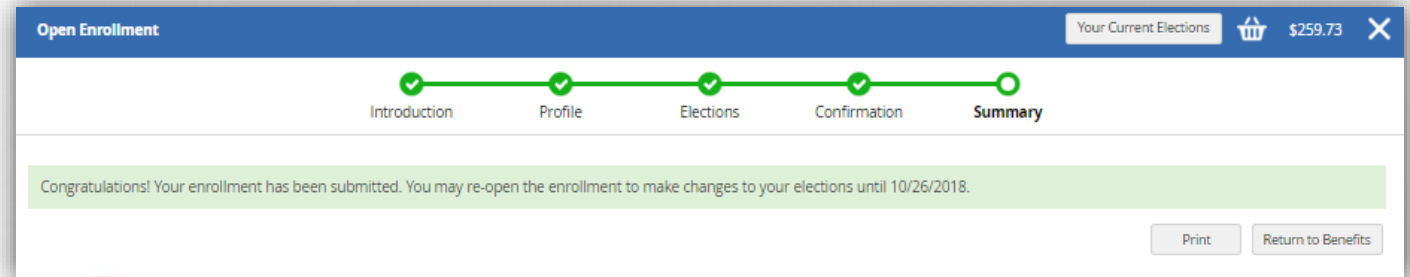 Open Enrollment
Your Current Elections
$259.73
Introduction
Profile
Elections
Confirmation
Summary
Congratulations! Your enrollment has been submitted. You may re-open the enrollment to make changes to your elections until 10/26/2018.
Print
Return to Benefits